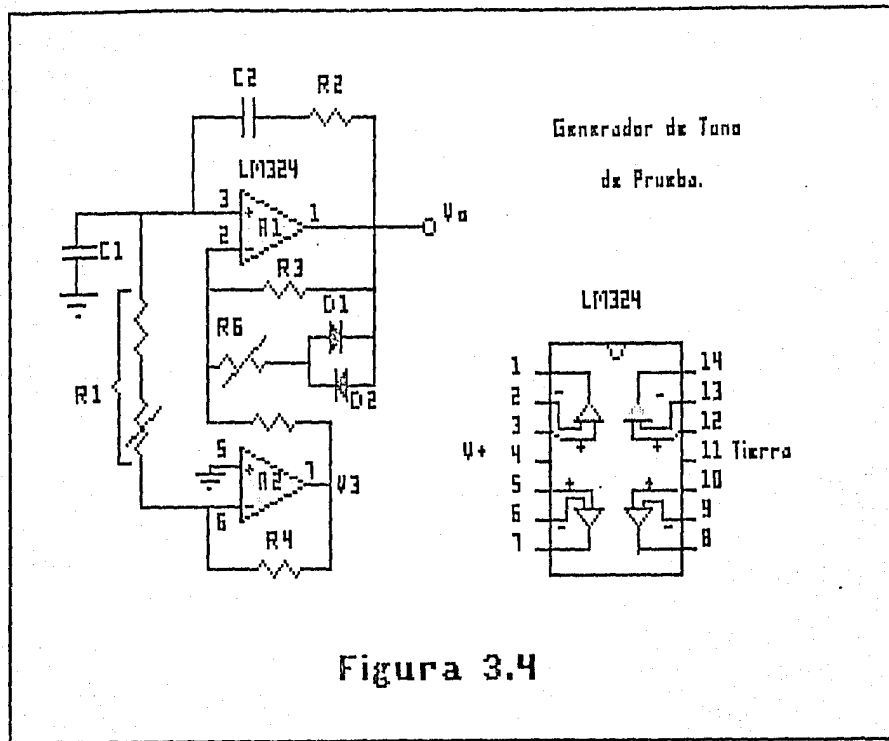 C2
R2
Generador de Tono
de Prueba.
LM324
3
+
A1
1
Vo
2
-
C1
R3
D1
R6
D2
R1
5
+
A2
7
V3
6
-
R4
LM324
1
14
2
-
-
13
3
+
+
12
V+
4
11
Tierra
5
+
+
10
6
-
-
9
7
8
Figura 3.4